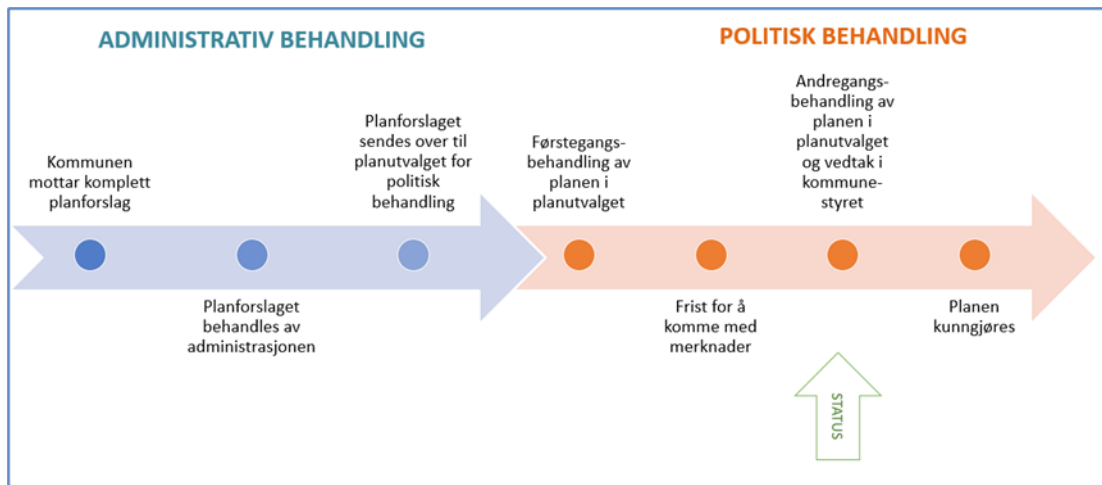 ADMINISTRATIV BEHANDLING
POLITISK BEHANDLING
Kommunen
mottar komplett
planforslag
Planforslaget
behandles av
administrasjonen
Planforslaget
sendes over til
planutvalget for
politisk
behandling
Førstegangs-
behandling av
planen i
planutvalget
Frist for å
komme med
merknader
Andregangs-
behandling av
planen i
planutvalget
og vedtak i
kommune-
styret
Planen
kunngjøres
STATUS